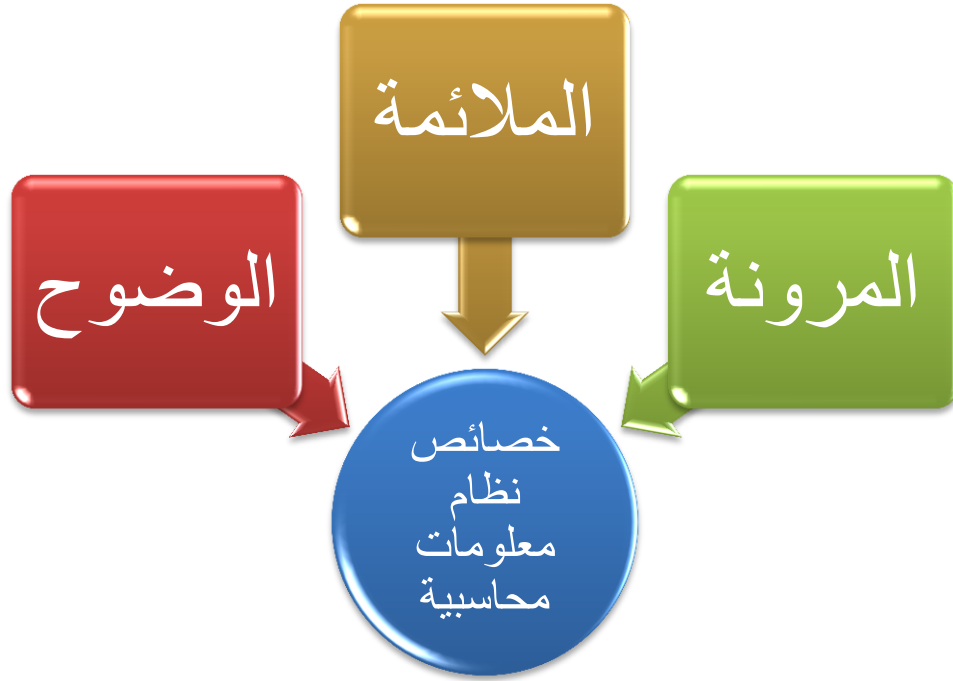 الملائمة
المرونة
الوضوح
خصائص
نظام
معلومات
محاسبية